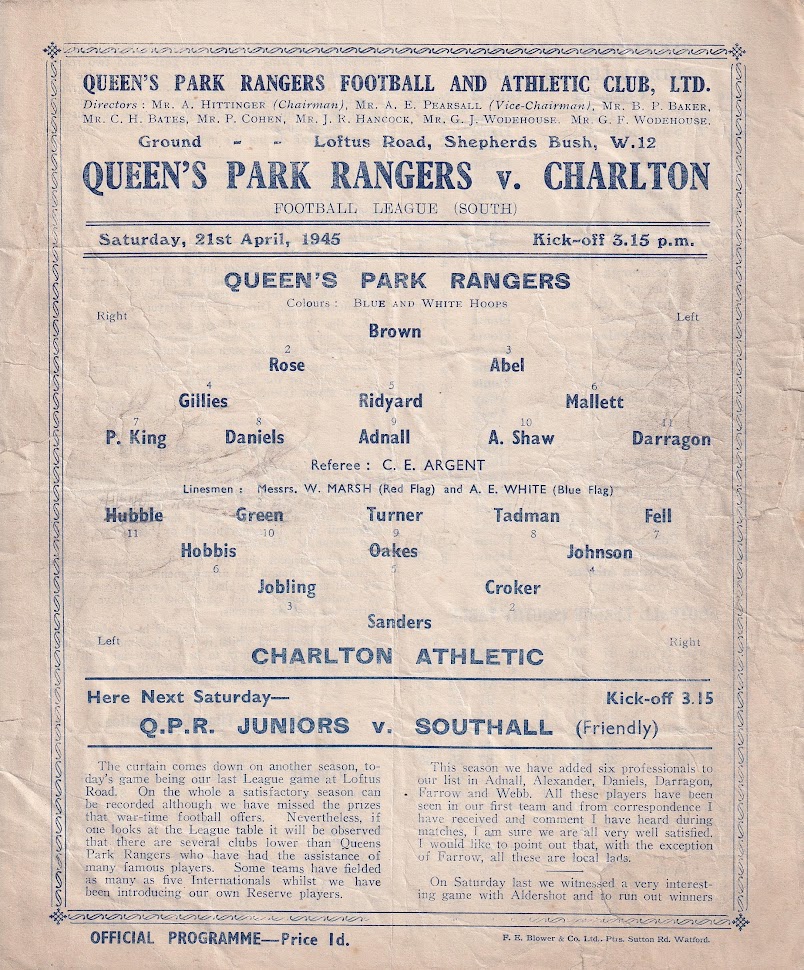 QUEEN'S PARK RANGERS FOOTBALL AND ATHLETIC CLUB, LTD.
Directors : MR. A. HITTINGER (Chairman), MR. A. E. PEARSALL (Vice-Chairman), MR. B. P. BAKER,
MR. C. H. BATES, MR. P. COHEN, MR. J. R. HANCOCK, MR. G. J. WODEHOUSE. MR. G. F. WODEHOUSE.
Ground - - Loftus Road, Shepherds Bush, W.12
QUEEN'S PARK RANGERS v. CHARLTON
FOOTBALL LEAGUE (SOUTH)
Saturday, 21st April, 1945 Kick-off 3.15 p.m.
QUEEN'S PARK RANGERS
Colours : BLUE AND WHITE HOOPS
Right Left
Brown
2 3
Rose Abel
4 5 6
Gillies Ridyard Mallett
7 8 9 10 11
P. King Daniels Adnall A. Shaw Darragon
Referee : C. E. ARGENT
Linesmen : Messrs. W. MARSH (Red Flag) and A. E. WHITE (Blue Flag)
Hubble Green Turner Tadman Fell
11 10 9 8 7
Hobbis Oakes Johnson
6 5 4
Jobling Croker
3 2
Sanders
Left Right
CHARLTON ATHLETIC
Here Next Saturday— Kick-off 3.15
Q.P.R. JUNIORS v. SOUTHALL (Friendly)
The curtain comes down on another season, to-
day's game being our last League game at Loftus
Road. On the whole a satisfactory season can
be recorded although we have missed the prizes
that war-time football offers. Nevertheless, if
one looks at the League table it will be observed
that there are several clubs lower than Queens
Park Rangers who have had the assistance of
many famous players. Some teams have fielded
as many as five Internationals whilst we have
been introducing our own Reserve players.
This season we have added six professionals to
our list in Adnall, Alexander, Daniels, Darragon,
Farrow and Webb. All these players have been
seen in our first team and from correspondence I
have received and comment I have heard during
matches, I am sure we are all very well satisfied.
I would like to point out that, with the exception
of Farrow, all these are local lads.
On Saturday last we witnessed a very interest-
ing game with Aldershot and to run out winners
OFFICIAL PROGRAMME—Price 1d.
F. E. Blower & Co. Ltd., Ptrs. Sutton Rd. Watford.